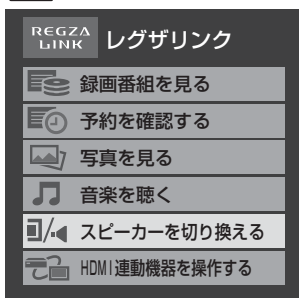 REGZA
LINK
レグザリンク
録画番組を見る
予約を確認する
写真を見る
音楽を聴く
スピーカーを切り換える
HDMI連動機器を操作する